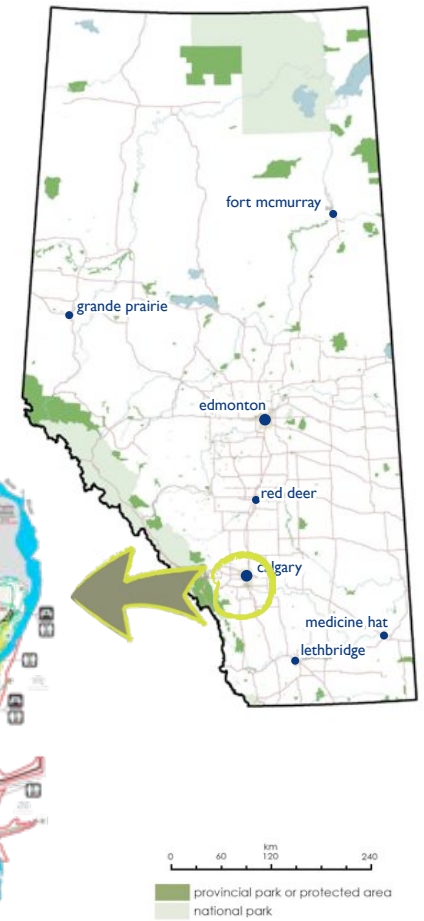 fort mcmurray
grande prairie
edmonton
red deer
calgary
medicine hat
lethbridge
km
0 60 120 240
provincial park or protected area
national park